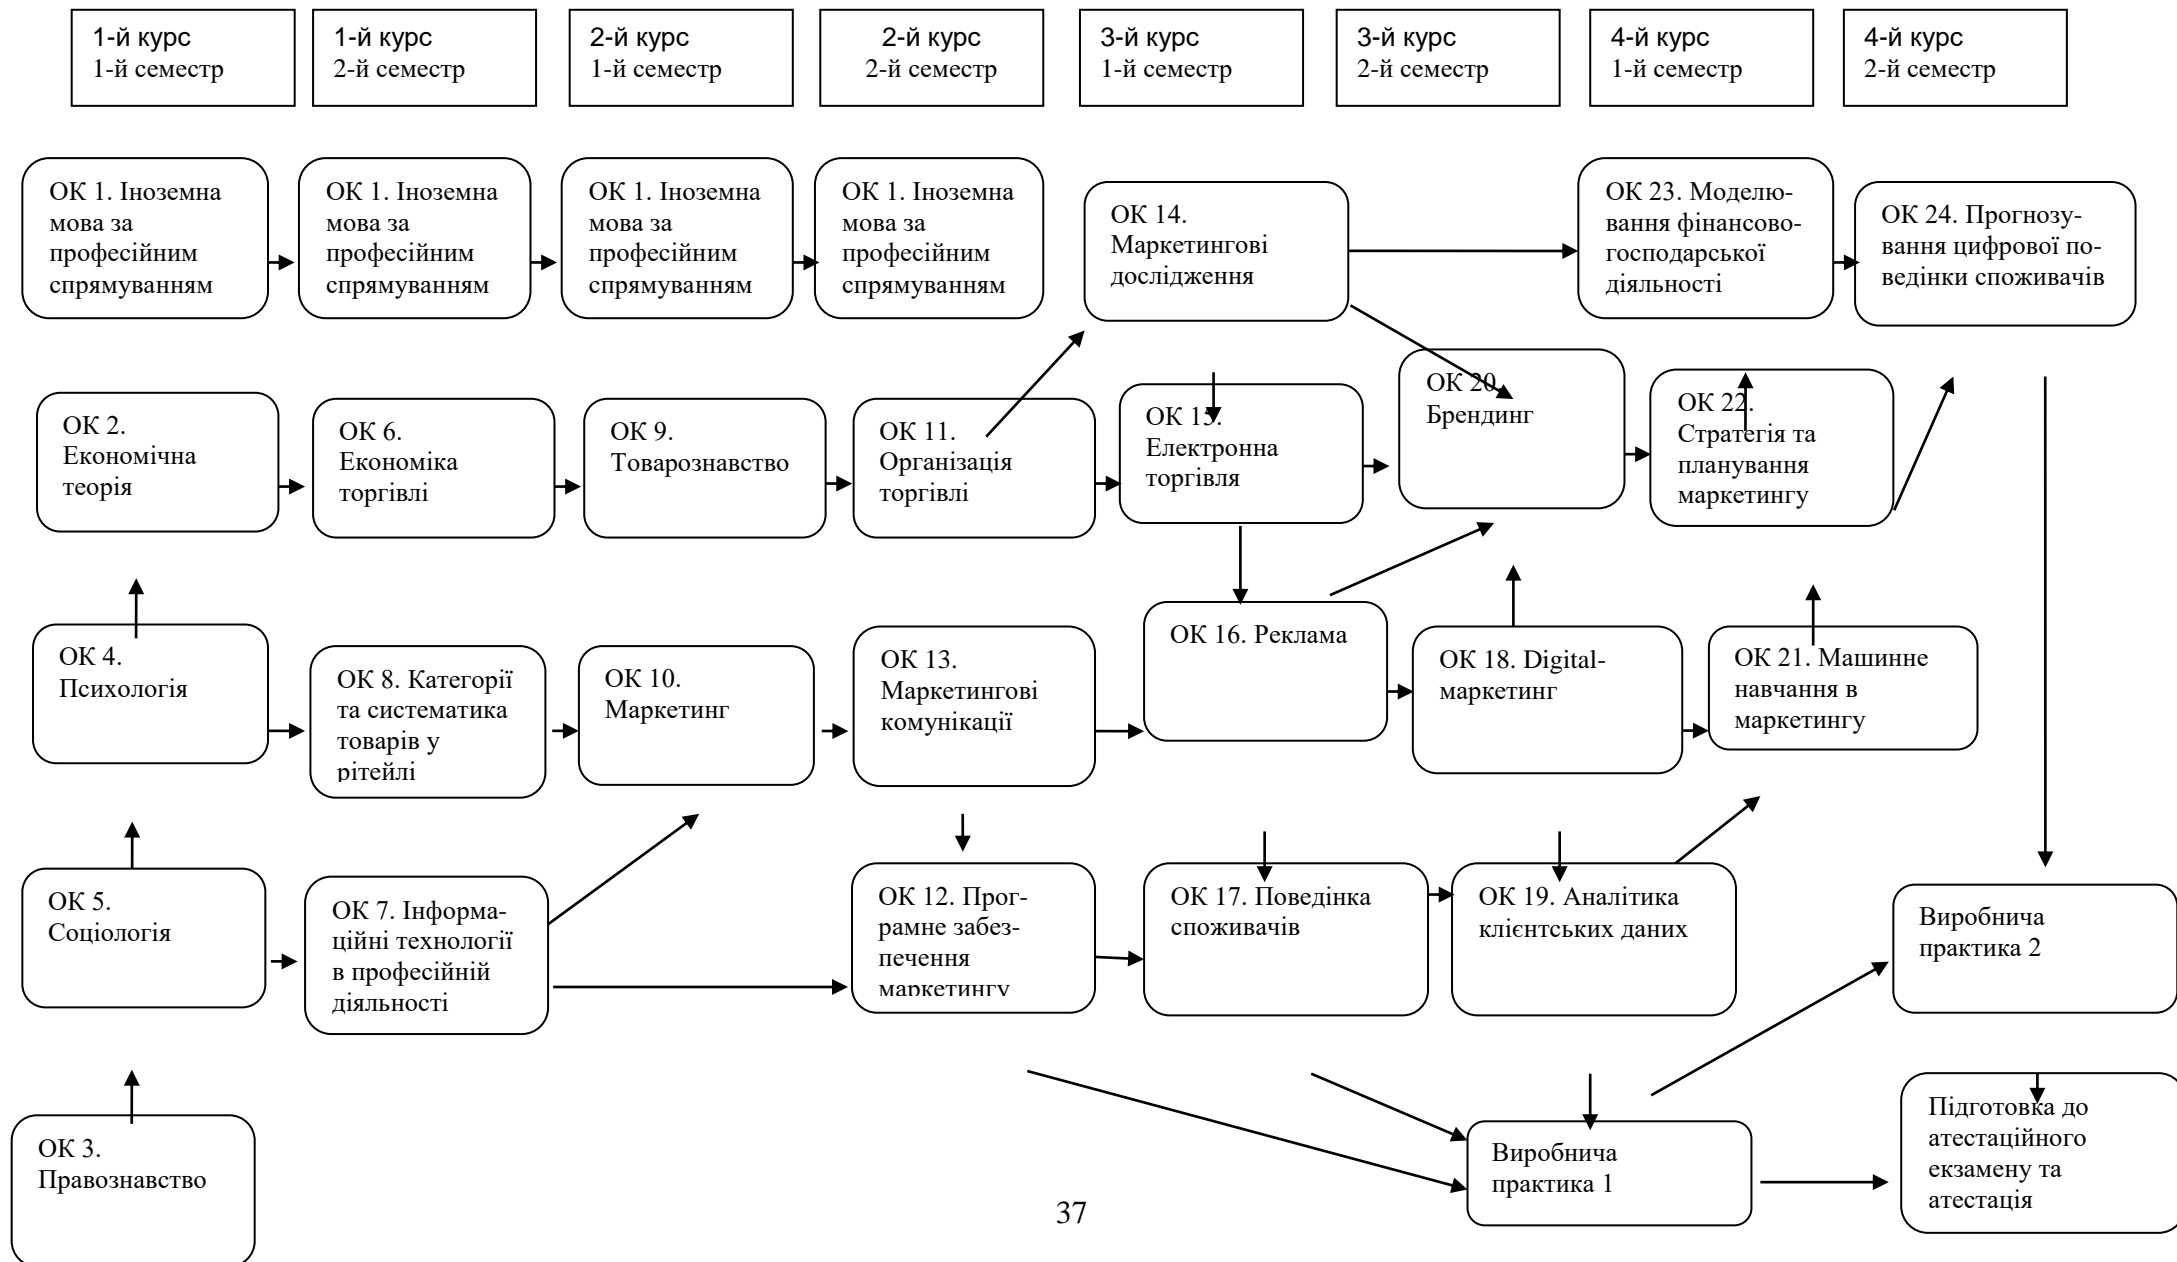 1-й курс
1-й семестр
1-й курс
2-й семестр
2-й курс
1-й семестр
2-й курс
2-й семестр
3-й курс
1-й семестр
3-й курс
2-й семестр
4-й курс
1-й семестр
4-й курс
2-й семестр
ОК 1. Іноземна
мова за
професійним
спрямуванням
ОК 1. Іноземна
мова за
професійним
спрямуванням
ОК 1. Іноземна
мова за
професійним
спрямуванням
ОК 1. Іноземна
мова за
професійним
спрямуванням
ОК 14.
Маркетингові
дослідження
ОК 23. Моделю-
вання фінансово-
господарської
діяльності
ОК 24. Прогнозу-
вання цифрової по-
ведінки споживачів
ОК 2.
Економічна
теорія
ОК 6.
Економіка
торгівлі
ОК 9.
Товарознавство
ОК 11.
Організація
торгівлі
ОК 15.
Електронна
торгівля
ОК 20.
Брендинг
ОК 22.
Стратегія та
планування
маркетингу
ОК 4.
Психологія
ОК 8. Категорії
та систематика
товарів у
рітейлі
ОК 10.
Маркетинг
ОК 13.
Маркетингові
комунікації
ОК 16. Реклама
ОК 18. Digital-
маркетинг
ОК 21. Машинне
навчання в
маркетингу
ОК 5.
Соціологія
ОК 7. Інформа-
ційні технології
в професійній
діяльності
ОК 12. Прог-
рамне забез-
печення
маркетингу
ОК 17. Поведінка
споживачів
ОК 19. Аналітика
клієнтських даних
Виробнича
практика 2
ОК 3.
Правознавство
Виробнича
практика 1
Підготовка до
атестаційного
екзамену та
атестація
37